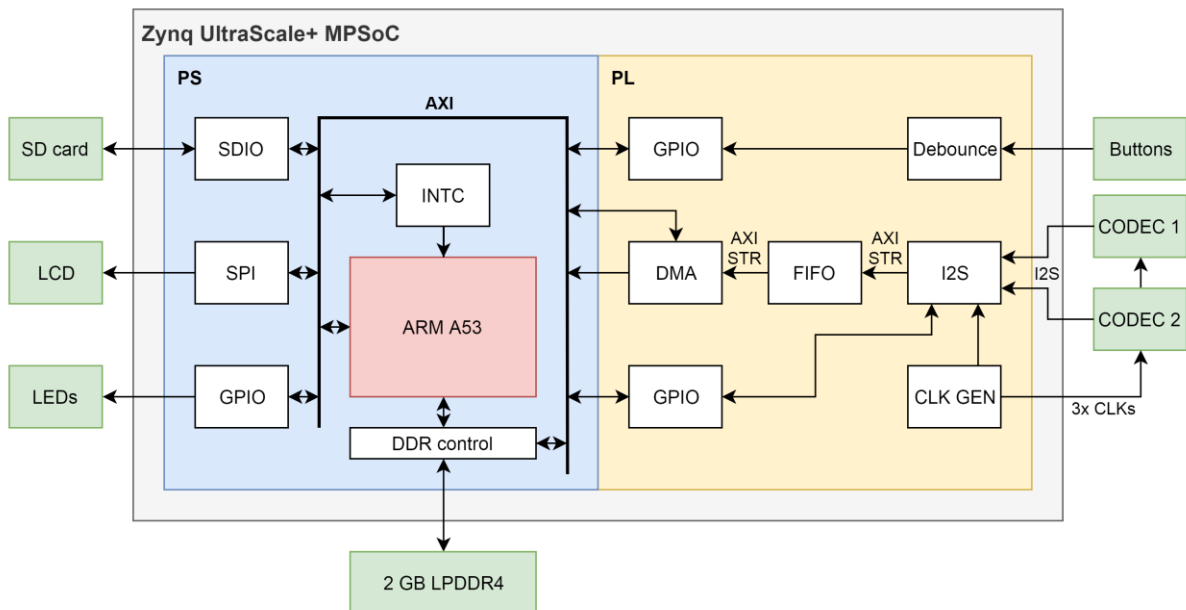 Zynq UltraScale+ MPSoC
PS
PL
AXI
SD card
SDIO
GPIO
Debounce
Buttons
INTC
CODEC 1
LCD
SPI
DMA
AXI
STR
FIFO
AXI
STR
I2S
I2S
ARM A53
CODEC 2
LEDs
GPIO
GPIO
CLK GEN
3x CLKs
DDR control
2 GB LPDDR4